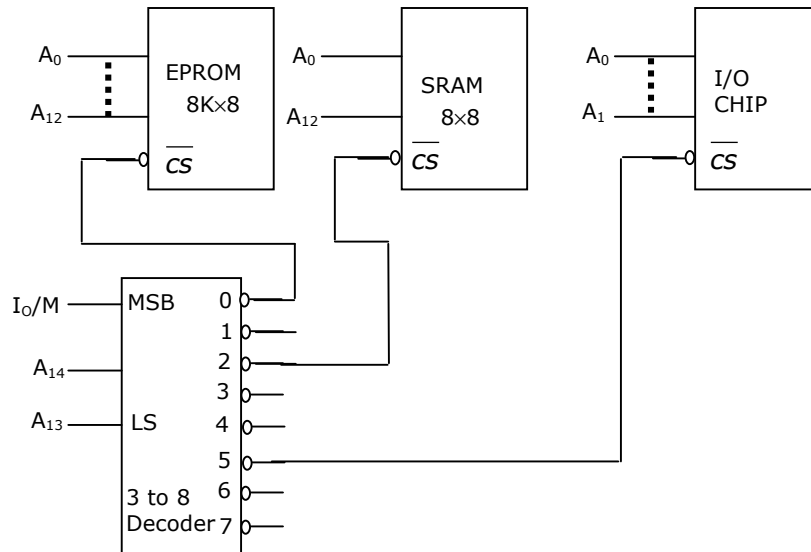 A₀
A₁₂
EPROM
8K×8
CS
A₀
A₁₂
SRAM
8×8
CS
A₀
A₁
I/O
CHIP
CS
I₀/M
A₁₄
A₁₃
MSB
LS
3 to 8
Decoder
0
1
2
3
4
5
6
7